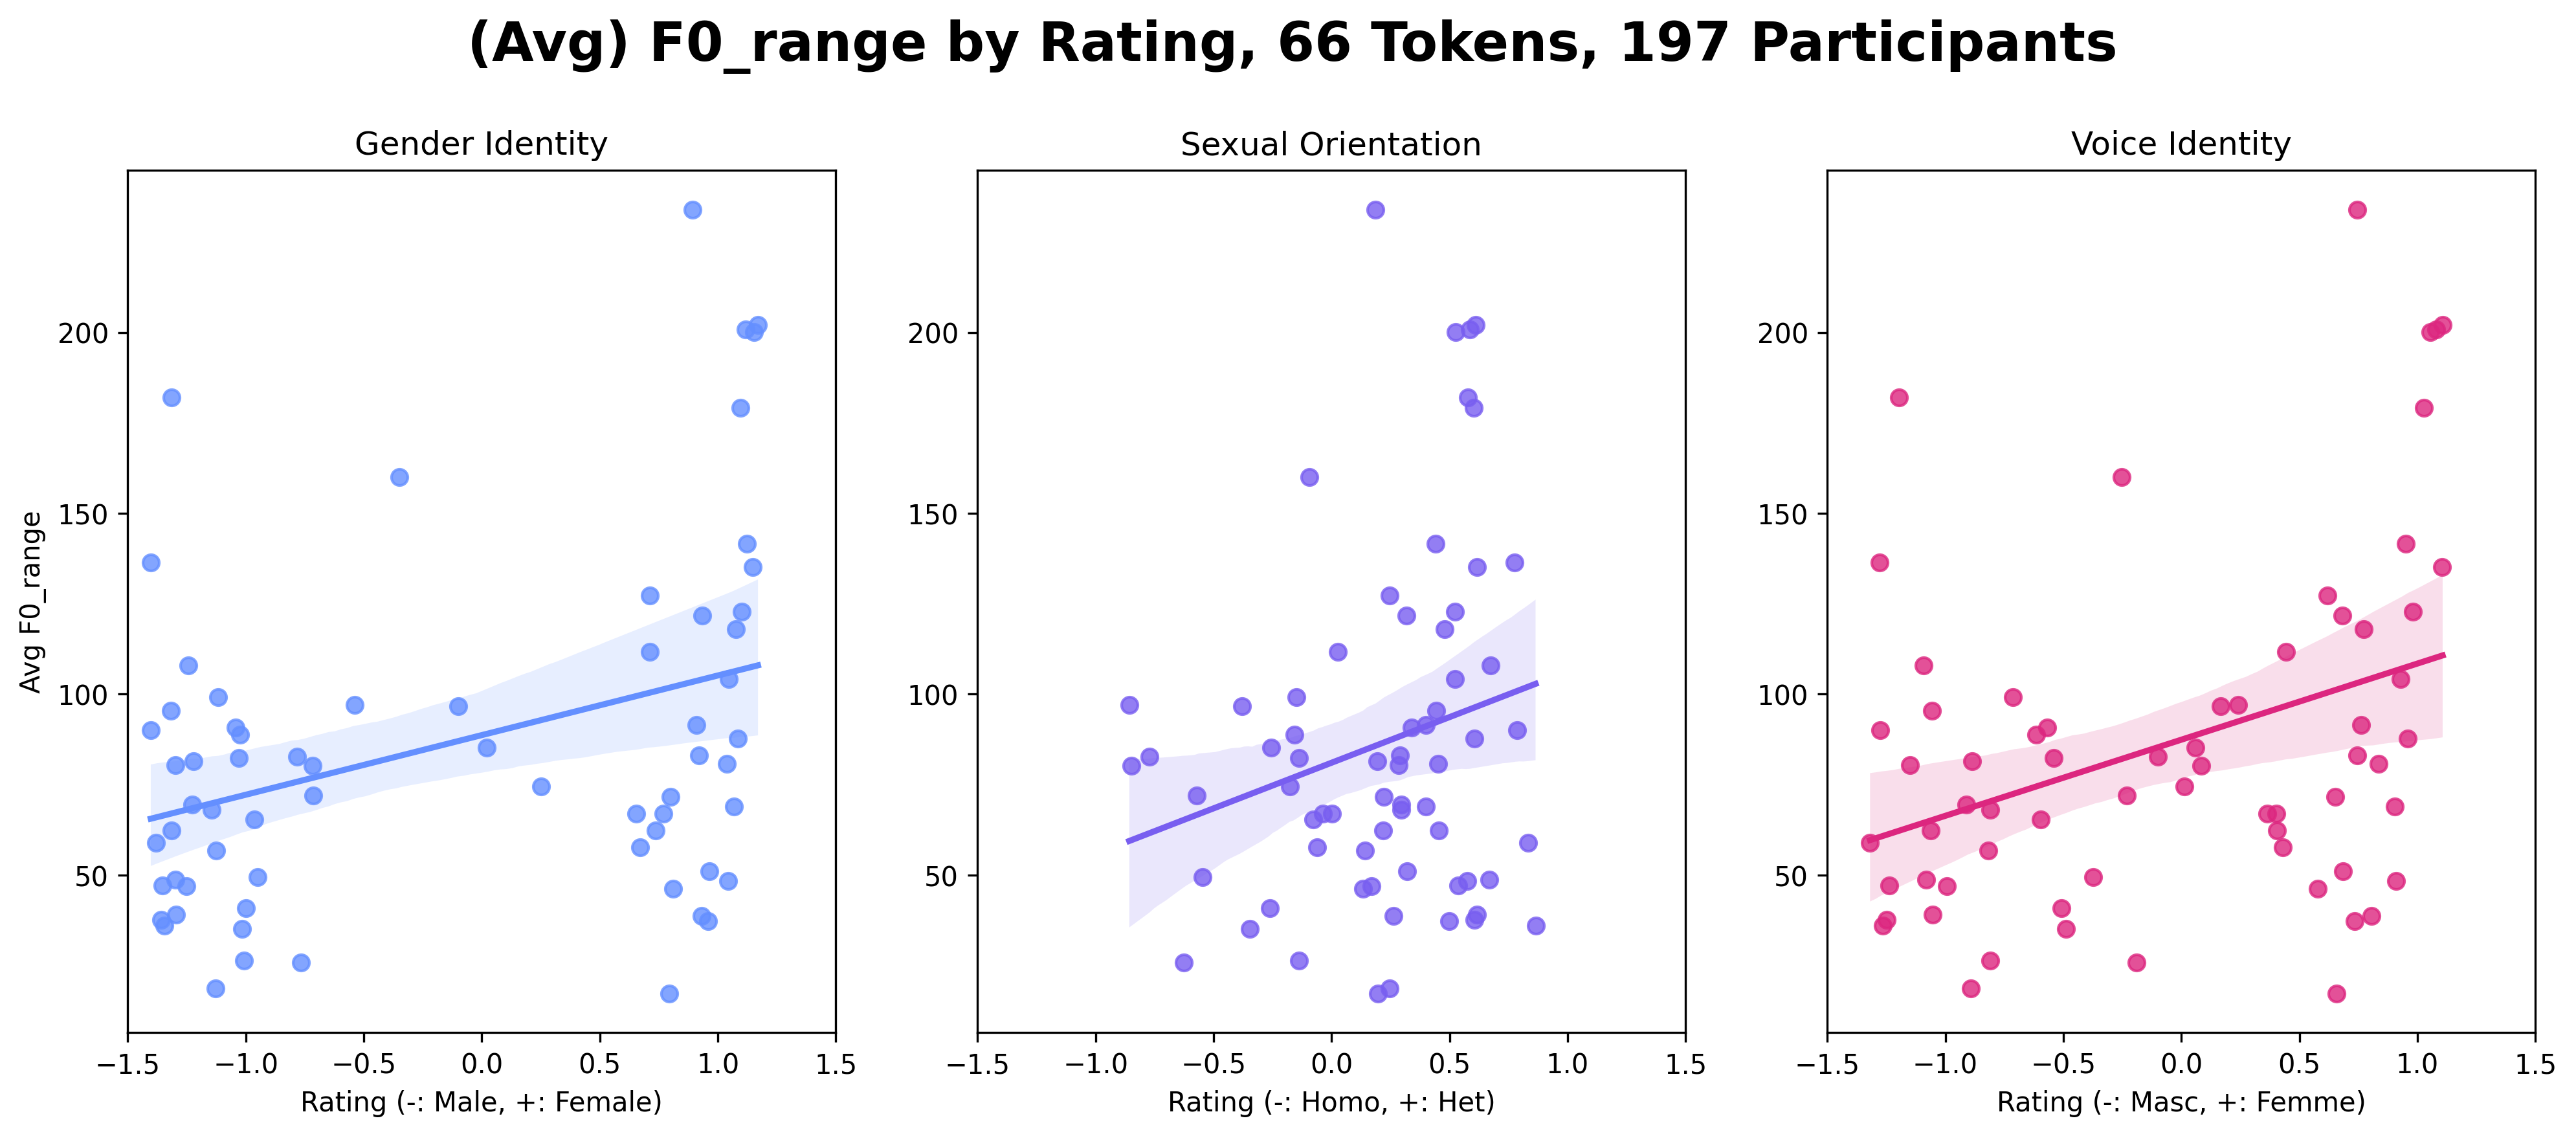 (Avg) F0_range by Rating, 66 Tokens, 197 Participants
Gender Identity
Sexual Orientation
Voice Identity
Avg F0_range
200
150
100
50
−1.5 −1.0 −0.5 0.0 0.5 1.0 1.5
Rating (-: Male, +: Female)
200
150
100
50
−1.5 −1.0 −0.5 0.0 0.5 1.0 1.5
Rating (-: Homo, +: Het)
200
150
100
50
−1.5 −1.0 −0.5 0.0 0.5 1.0 1.5
Rating (-: Masc, +: Femme)